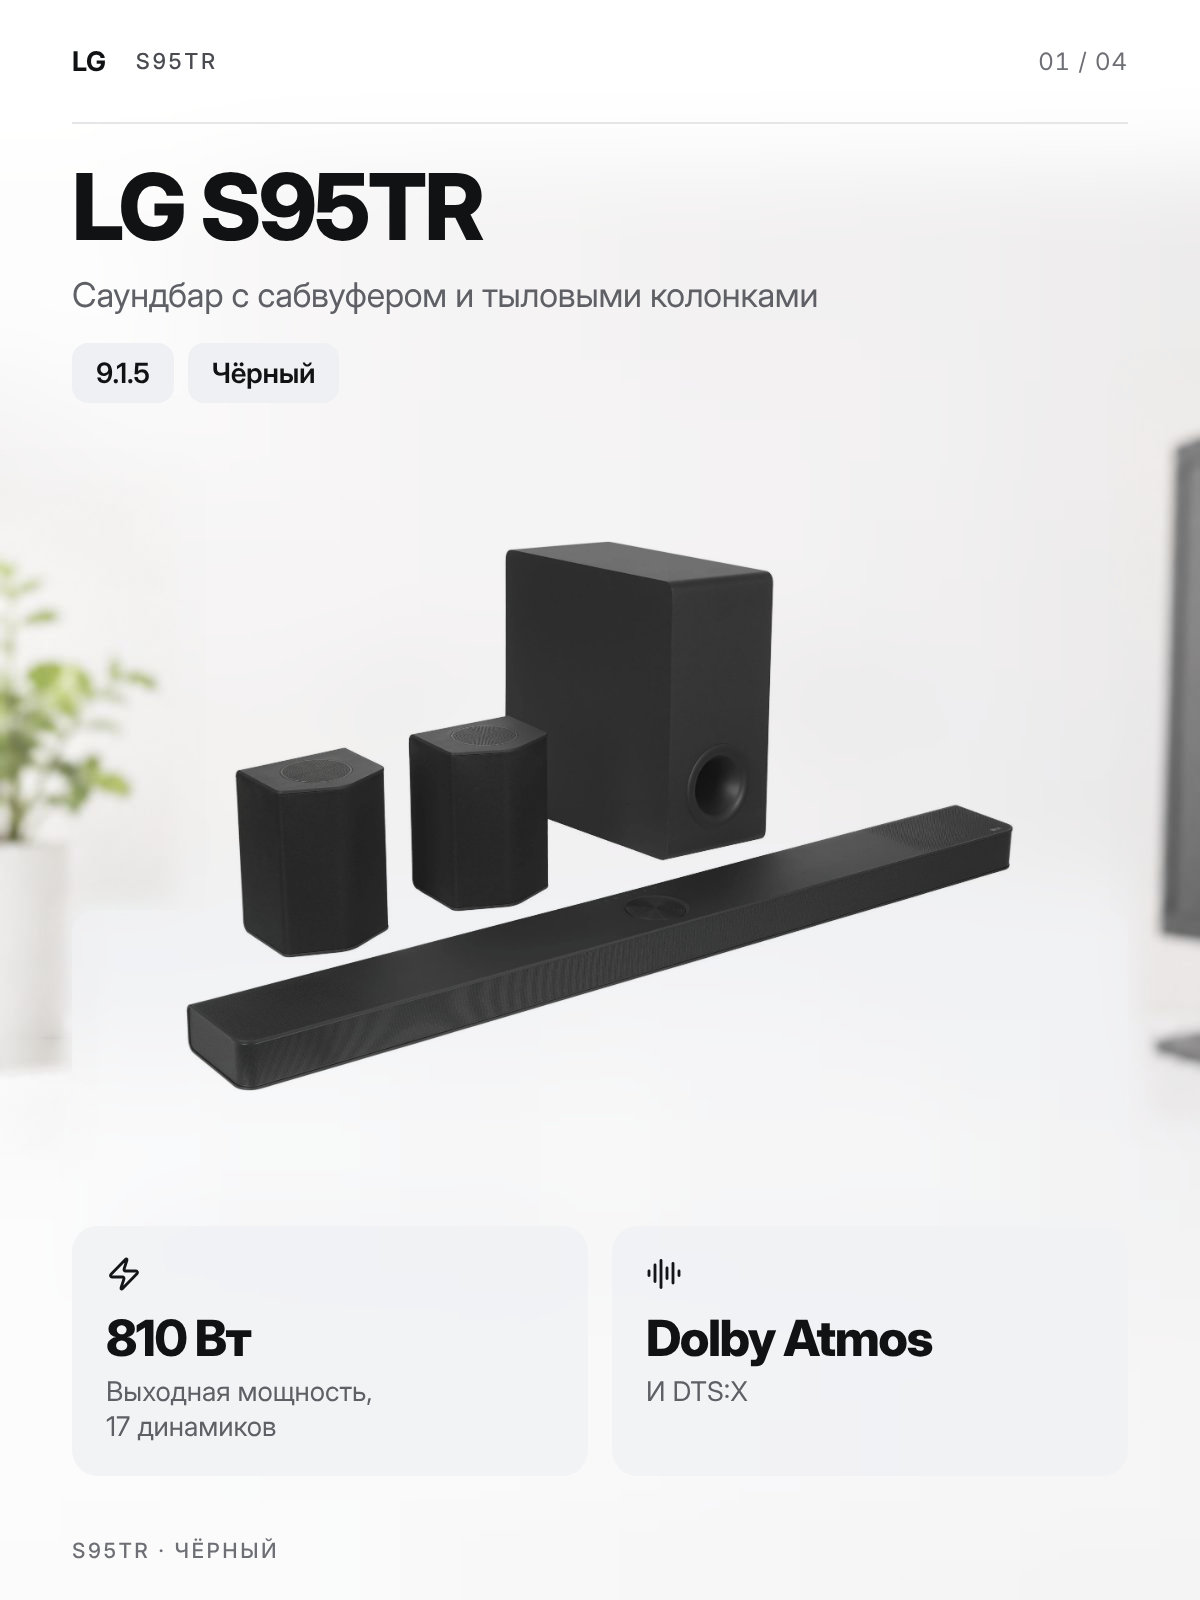 LG S95TR
01 / 04
LG S95TR
Саундбар с сабвуфером и тыловыми колонками
9.1.5
Чёрный
810 Вт
Выходная мощность,
17 динамиков
Dolby Atmos
И DTS:X
S95TR · ЧЁРНЫЙ